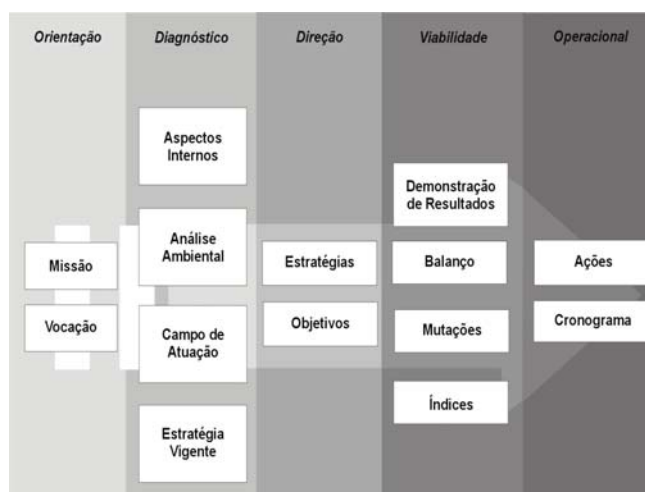 Orientação
Diagnóstico
Direção
Viabilidade
Operacional
Missão
Vocação
Aspectos
Internos
Análise
Ambiental
Campo de
Atuação
Estratégia
Vigente
Estratégias
Objetivos
Demonstração
de Resultados
Balanço
Mutações
Índices
Ações
Cronograma